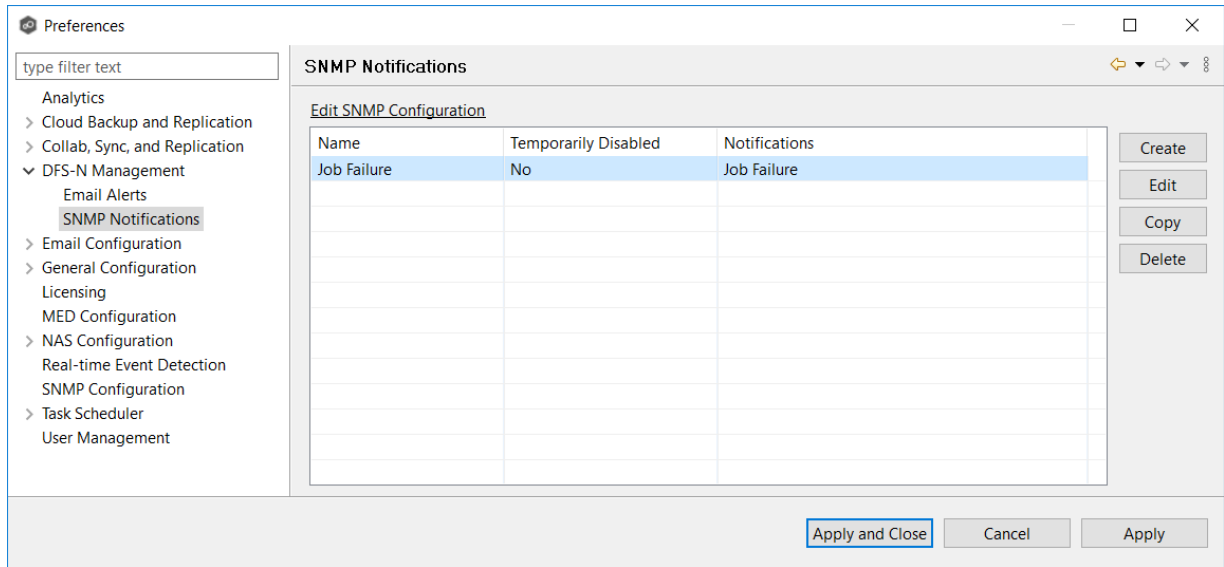 Preferences
type filter text
Analytics
Cloud Backup and Replication
Collab, Sync, and Replication
DFS-N Management
Email Alerts
SNMP Notifications
Email Configuration
General Configuration
Licensing
MED Configuration
NAS Configuration
Real-time Event Detection
SNMP Configuration
Task Scheduler
User Management
SNMP Notifications
Edit SNMP Configuration
Name Temporarily Disabled Notifications
Job Failure No Job Failure
Create
Edit
Copy
Delete
Apply and Close Cancel Apply